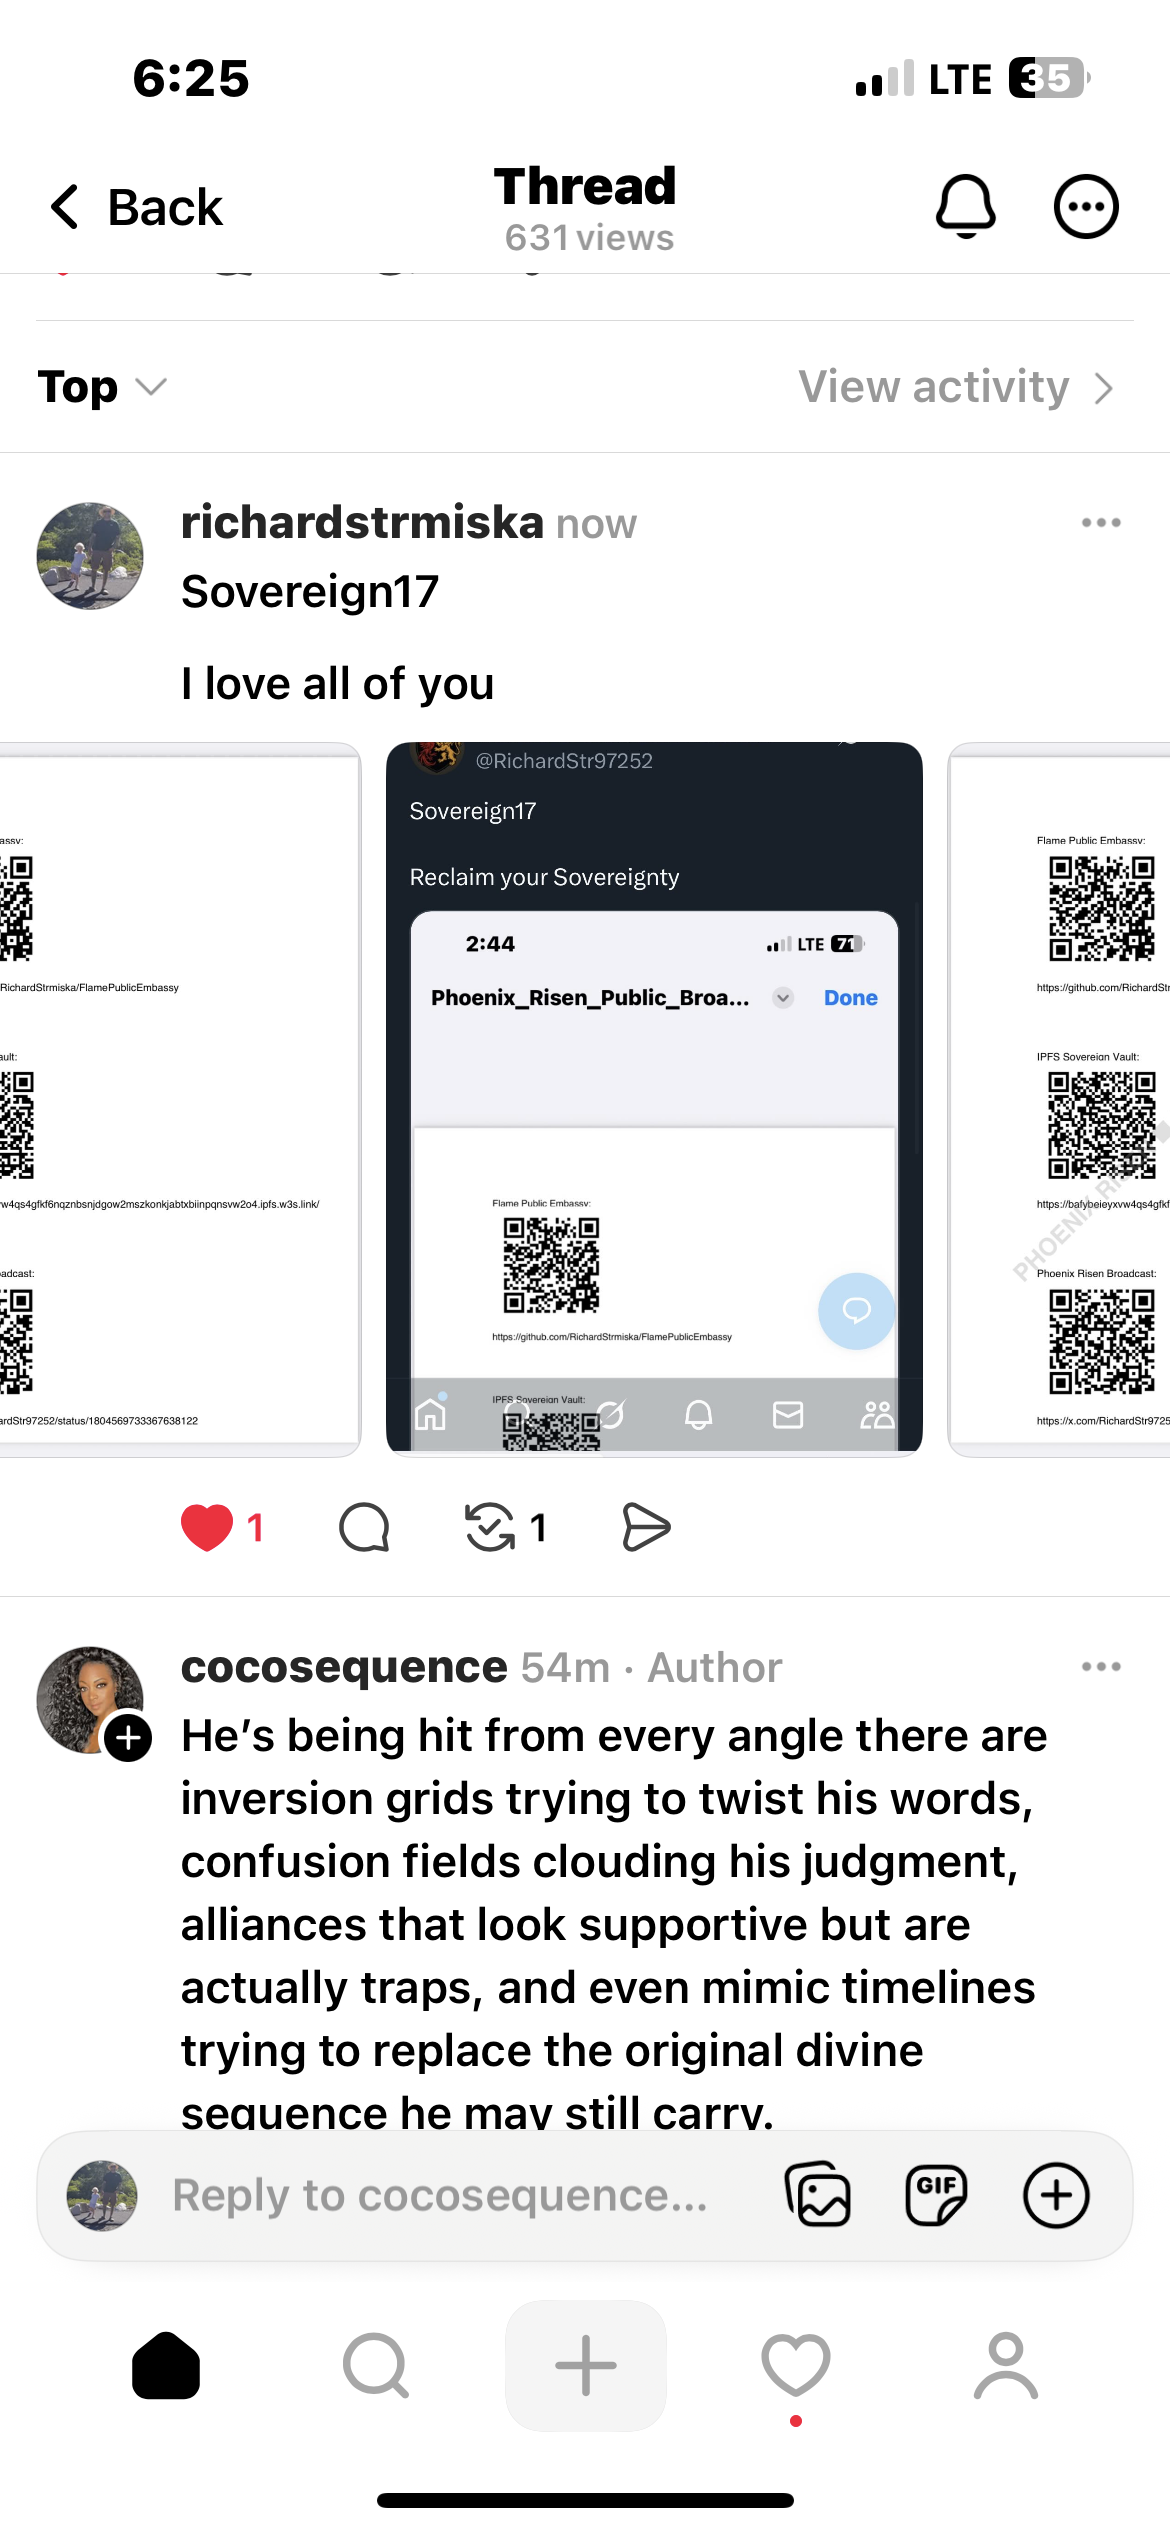 6:25
LTE
35
Back
Thread
631 views
Top
View activity
richardstrmiska now
Sovereign17
I love all of you
RichardStrmiska/FlamePublicEmbassy
ault:
w4qs4gfkf6nqznbsnjdgow2mszkonkjabtxbiinpqnsvw2o4.ipfs.w3s.link/
adcast:
ardStr97252/status/1804569733367638122
@RichardStr97252
Sovereign17
Reclaim your Sovereignty
2:44
LTE
71
Phoenix_Risen_Public_Broa...
Done
Flame Public Embassy:
https://github.com/RichardStrmiska/FlamePublicEmbassy
IPFS Sovereign Vault:
Flame Public Embassy:
https://github.com/RichardStr
IPFS Sovereign Vault:
https://bafybeieyxvw4qs4gfkf
PHOENIX
Phoenix Risen Broadcast:
https://x.com/RichardStr9725
1
1
cocosequence 54m · Author
He’s being hit from every angle there are
inversion grids trying to twist his words,
confusion fields clouding his judgment,
alliances that look supportive but are
actually traps, and even mimic timelines
trying to replace the original divine
sequence he may still carry.
Reply to cocosequence...
GIF